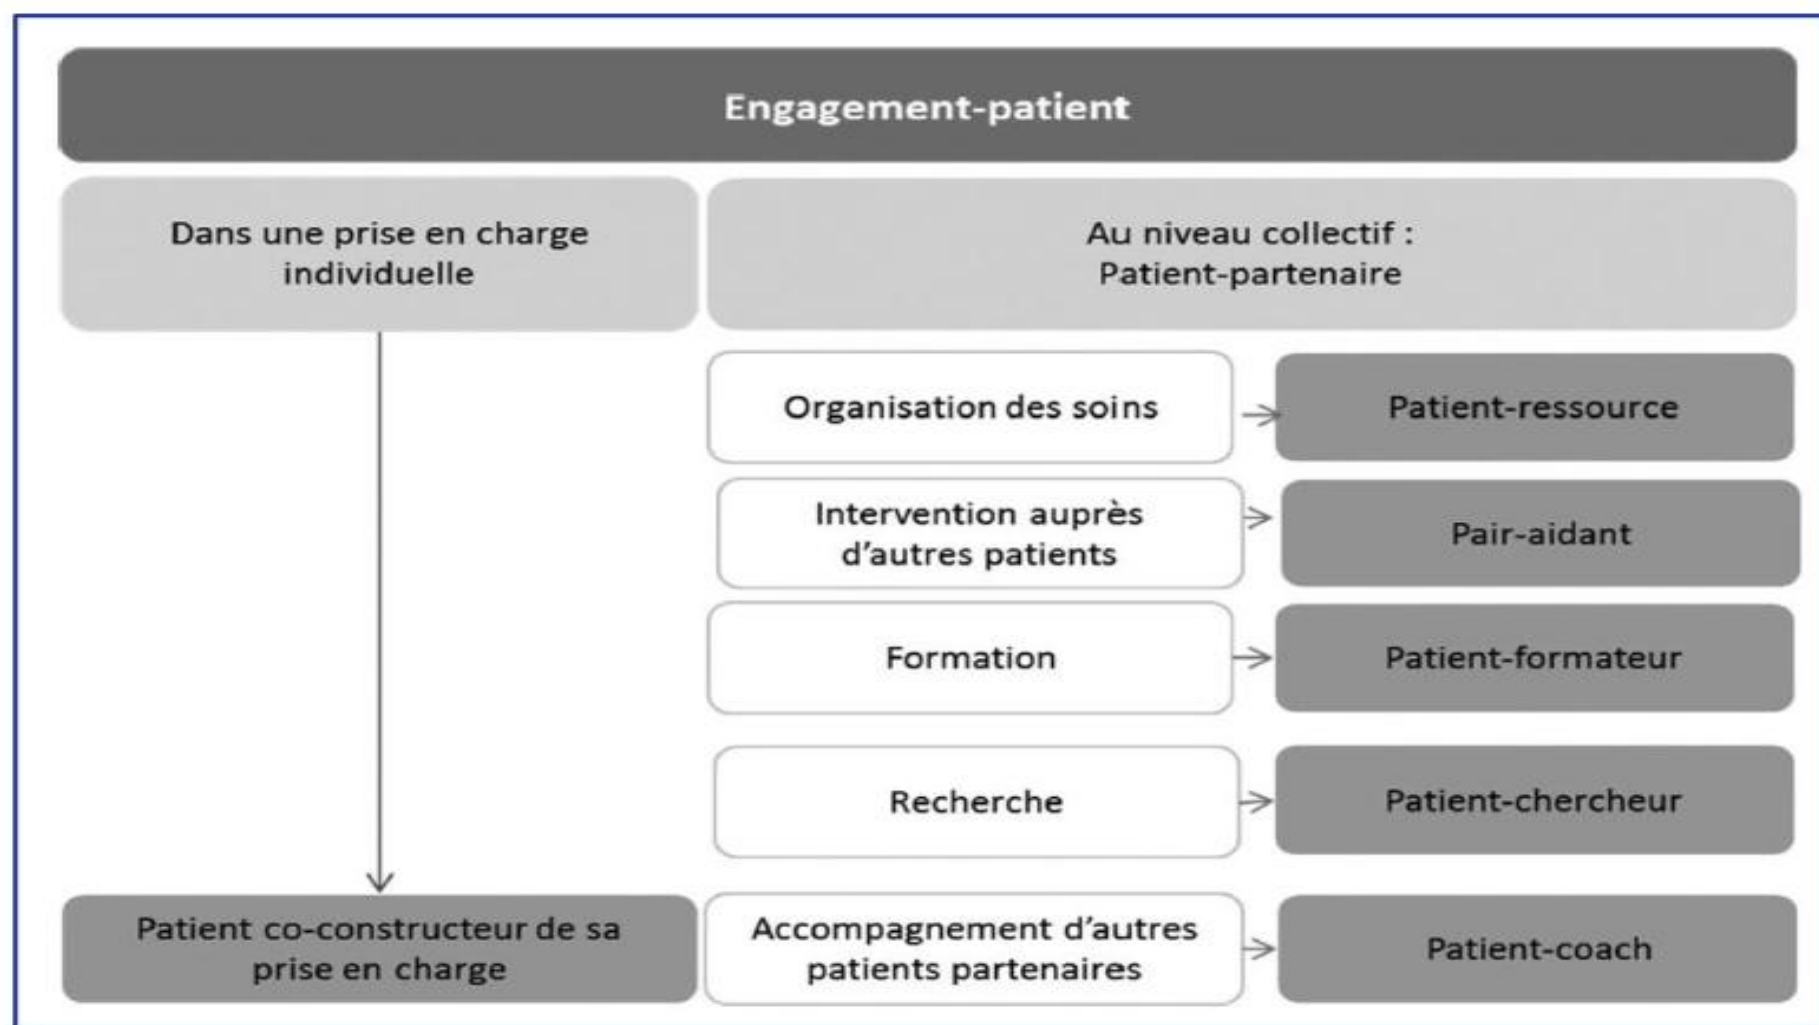 Engagement-patient
Dans une prise en charge
individuelle
Au niveau collectif :
Patient-partenaire
Organisation des soins
Patient-ressource
Intervention auprès
d'autres patients
Pair-aidant
Formation
Patient-formateur
Recherche
Patient-chercheur
Patient co-constructeur de sa
prise en charge
Accompagnement d'autres
patients partenaires
Patient-coach